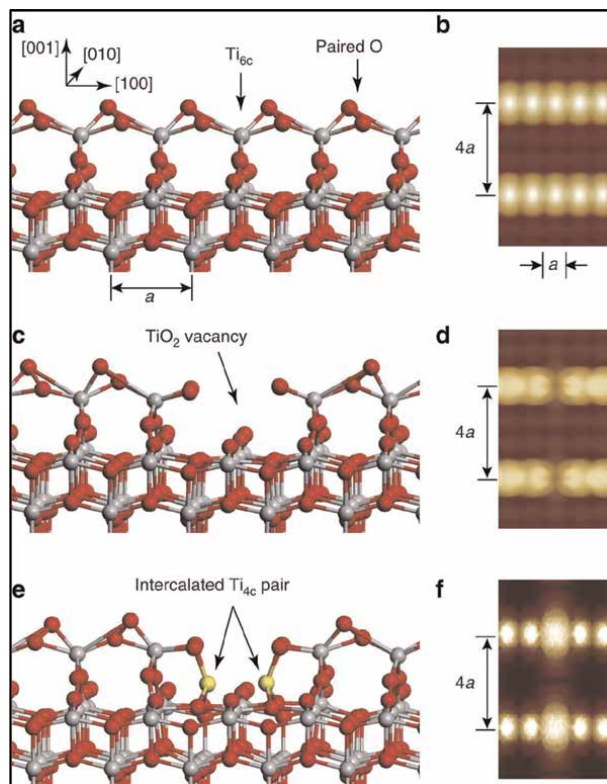 a
[001]
[010]
[100]
Ti6c
Paired O
a
b
4a
a
c
TiO2 vacancy
d
4a
e
Intercalated Ti4c pair
f
4a